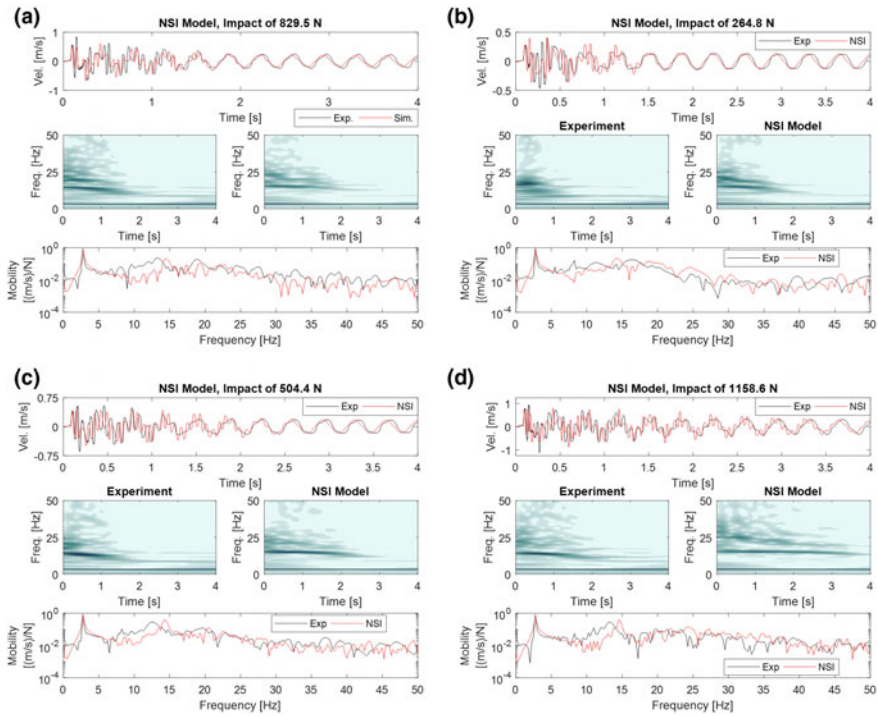 (a)
NSI Model, Impact of 829.5 N
Vel. [m/s]
1
0
-1
0 1 2 3 4
Time [s]
Exp. Sim.
Freq. [Hz]
50
25
0
0 1 2 3 4
Time [s]
50
25
0
0 1 2 3 4
Time [s]
Mobility
[(m/s)/N]
10^0
10^-2
10^-4
0 5 10 15 20 25 30 35 40 45 50
Frequency [Hz]
(b)
NSI Model, Impact of 264.8 N
Vel. [m/s]
0.5
0
-0.5
0 0.5 1 1.5 2 2.5 3 3.5 4
Exp NSI
Time [s]
Experiment
Freq. [Hz]
50
25
0
0 1 2 3 4
Time [s]
NSI Model
50
25
0
0 1 2 3 4
Time [s]
Mobility
[(m/s)/N]
10^0
10^-2
10^-4
Exp NSI
0 5 10 15 20 25 30 35 40 45 50
Frequency [Hz]
(c)
NSI Model, Impact of 504.4 N
Vel. [m/s]
0.75
0
-0.75
0 0.5 1 1.5 2 2.5 3 3.5 4
Exp NSI
Time [s]
Experiment
Freq. [Hz]
50
25
0
0 1 2 3 4
Time [s]
NSI Model
50
25
0
0 1 2 3 4
Time [s]
Mobility
[(m/s)/N]
10^0
10^-2
10^-4
Exp NSI
0 5 10 15 20 25 30 35 40 45 50
Frequency [Hz]
(d)
NSI Model, Impact of 1158.6 N
Vel. [m/s]
1
0
-1
0 0.5 1 1.5 2 2.5 3 3.5 4
Exp NSI
Time [s]
Experiment
Freq. [Hz]
50
25
0
0 1 2 3 4
Time [s]
NSI Model
50
25
0
0 1 2 3 4
Time [s]
Mobility
[(m/s)/N]
10^0
10^-2
10^-4
Exp NSI
0 5 10 15 20 25 30 35 40 45 50
Frequency [Hz]